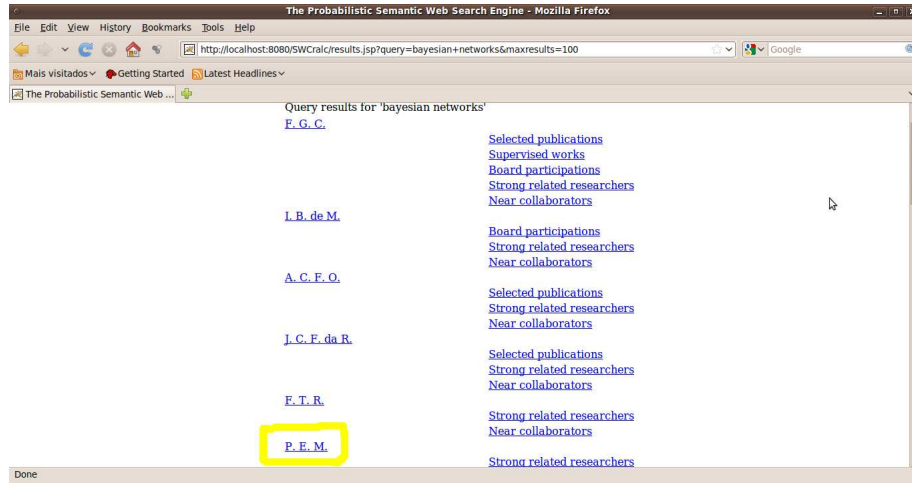 The Probabilistic Semantic Web Search Engine - Mozilla Firefox
File Edit View History Bookmarks Tools Help
http://localhost:8080/SWCralc/results.jsp?query=bayesian+networks&maxresults=100 Google
Mais visitados Getting Started Latest Headlines
The Probabilistic Semantic Web ...
Query results for 'bayesian networks'
F. G. C.
Selected publications
Supervised works
Board participations
Strong related researchers
Near collaborators
I. B. de M.
Board participations
Strong related researchers
Near collaborators
A. C. F. O.
Selected publications
Strong related researchers
Near collaborators
J. C. F. da R.
Selected publications
Strong related researchers
Near collaborators
F. T. R.
Strong related researchers
Near collaborators
P. E. M.
Strong related researchers
Done